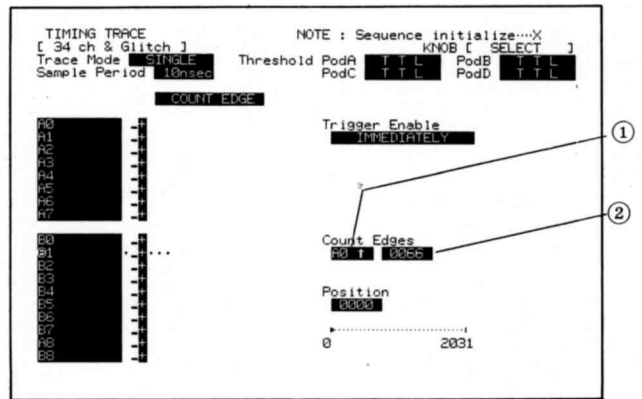 TIMING TRACE
NOTE : Sequence initialize····X
[ 34 ch & Glitch ]
KNOB [ SELECT ]
Trace Mode SINGLE
Threshold PodA T T L PodB T T L
Sample Period 10nsec
PodC T T L PodD T T L
COUNT EDGE
A0 -+
A1 -+
A2 -+
A3 -+
A4 -+
A5 -+
A6 -+
A7 -+
Trigger Enable
IMMEDIATELY
①
B0 -+
1 -+
B2 -+
B3 -+
B4 -+
B5 -+
B6 -+
B7 -+
A8 -+
B8 -+
Count Edges
A0 ↑ 0066
②
Position
0000
0 2031